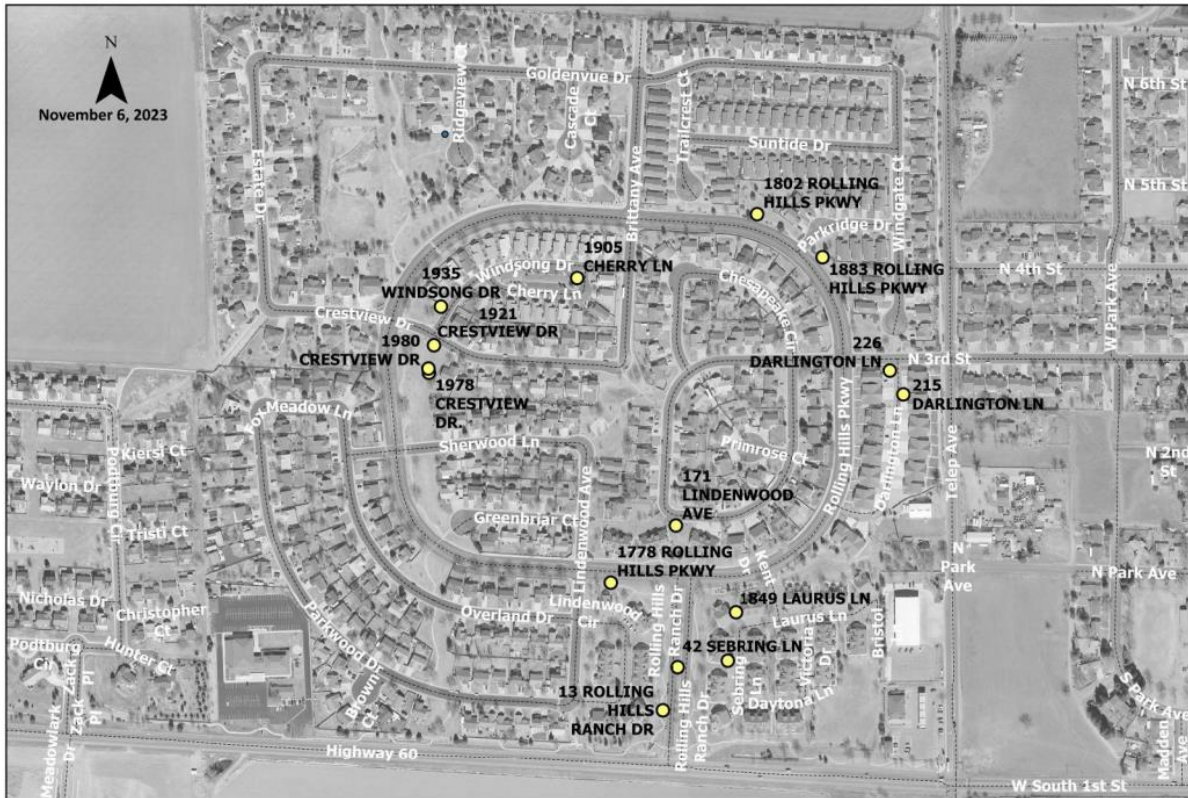 N
November 6, 2023
Goldenvue Dr
Ridgeview Ct
Cascade
Ct
Trailcrest Ct
Suntide Dr
N 6th St
N 5th St
Estate Dr
Brittany Ave
Windgate Ct
W Park Ave
1802 ROLLING
HILLS PKWY
Parkridge Dr
1883 ROLLING
HILLS PKWY
N 4th St
1905
CHERRY LN
Windsong Dr
Cherry Ln
1935
WINDSONG DR
Chesapeake Cir
Crestview Dr
1921
CRESTVIEW DR
1980
CRESTVIEW DR
1978
CRESTVIEW
DR.
226
DARLINGTON LN
N 3rd St
215
DARLINGTON LN
Fox Meadow Ln
Sherwood Ln
Primrose Ct
Rolling Hills Pkwy
Darlington Ln
Telep Ave
N 2nd
St
Kiersi Ct
Waylon Dr
Podtburg Cir
Tristi Ct
Greenbriar Ct
Lindenwood Ave
171
LINDENWOOD
AVE
1778 ROLLING
HILLS PKWY
Kent
Dr
N
Park
Ave
N Park Ave
Nicholas Dr
Christopher
Ct
Hunter Ct
Podtburg
Cir
Zack
Pl
Zack
Pl
Meadowlark
Dr
Parkwood Dr
Overland Dr
Lindenwood
Cir
Rolling Hills
Ranch Dr
1849 LAURUS LN
Laurus Ln
Bristol
42 SEBRING LN
Sebring
Ln
Victoria
Dr
Daytona Ln
Brown
Ct
13 ROLLING
HILLS
RANCH DR
Rolling Hills
Ranch Dr
S Park Ave
Madden
Ave
Highway 60
W South 1st St